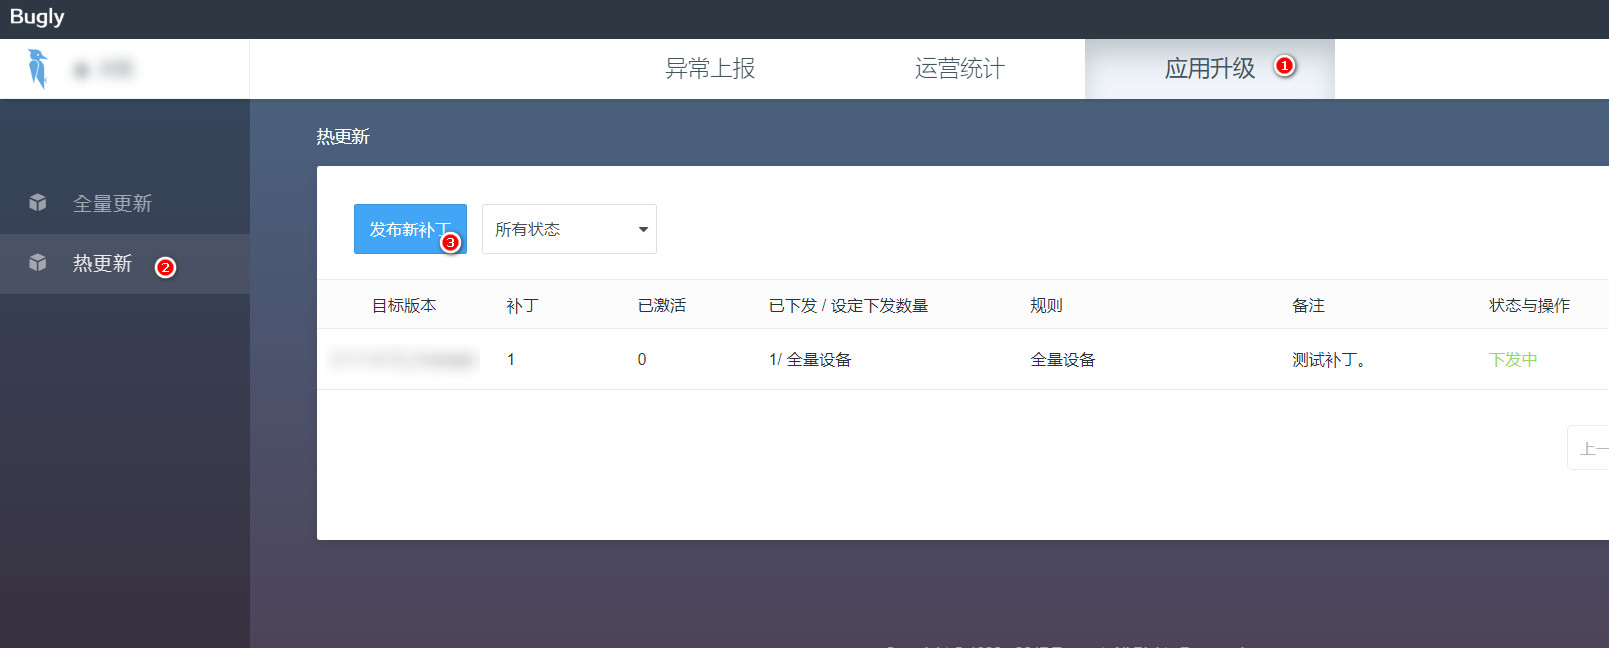 Bugly
异常上报
运营统计
应用升级 1
全量更新
热更新 2
热更新
发布新补丁 3
所有状态
目标版本 补丁 已激活 已下发 / 设定下发数量 规则 备注 状态与操作
1 0 1/ 全量设备 全量设备 测试补丁。 下发中
上一